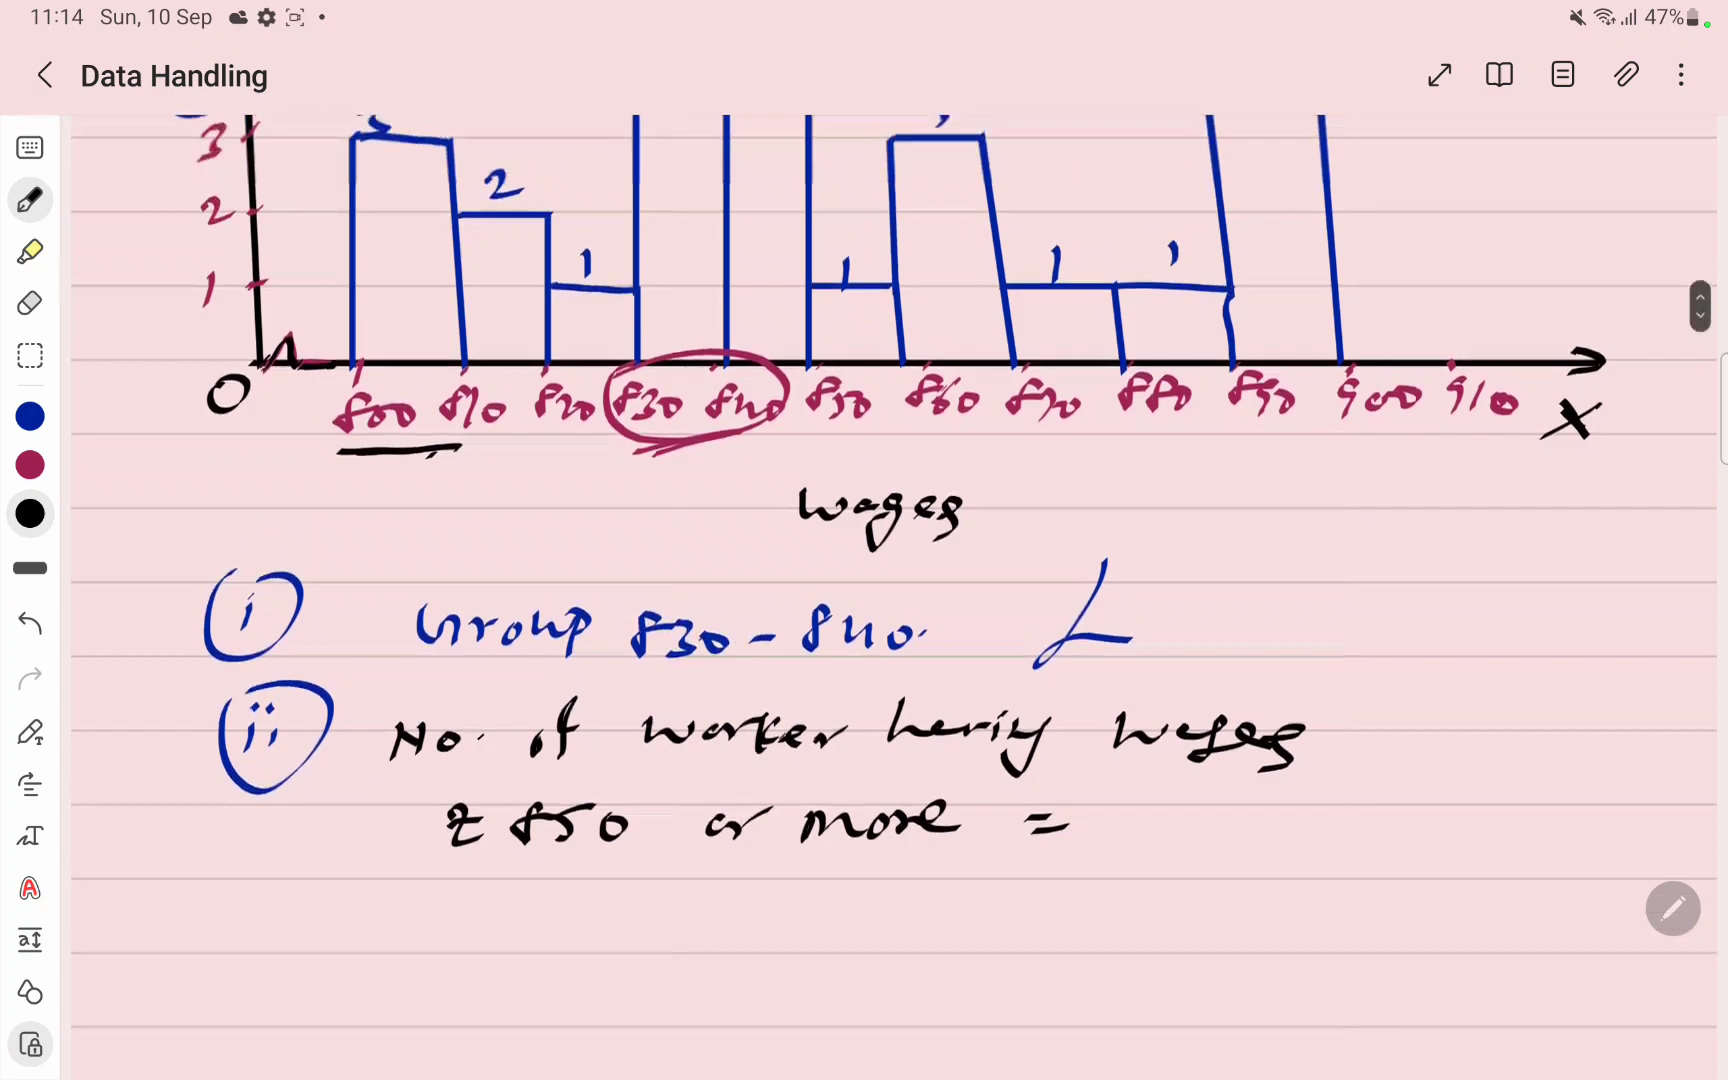 11:14 Sun, 10 Sep 47%
Data Handling
3
2 2
1 1 1 1 1
0 800 810 820 830 840 850 860 870 880 890 900 910 X
wages
i Group 830-840.
ii No. of worker heriy wages
₹ 850 or more =